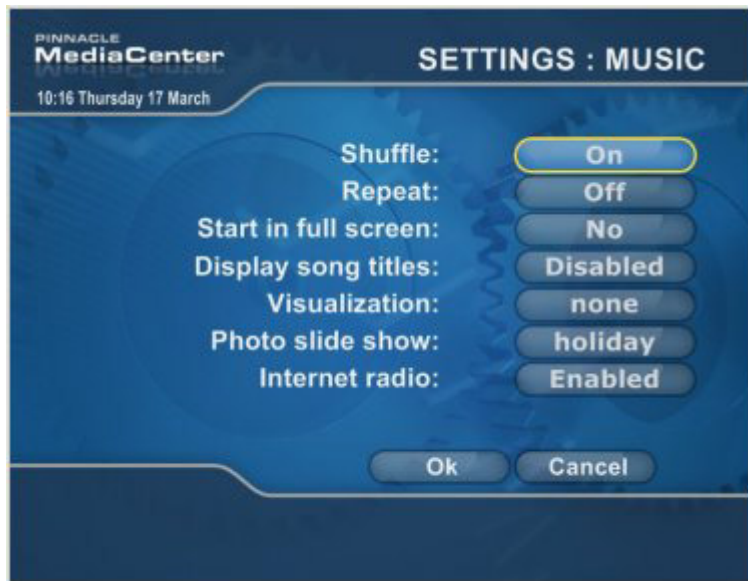 PINNACLE
MediaCenter
SETTINGS : MUSIC
10:16 Thursday 17 March
Shuffle: On
Repeat: Off
Start in full screen: No
Display song titles: Disabled
Visualization: none
Photo slide show: holiday
Internet radio: Enabled
Ok Cancel